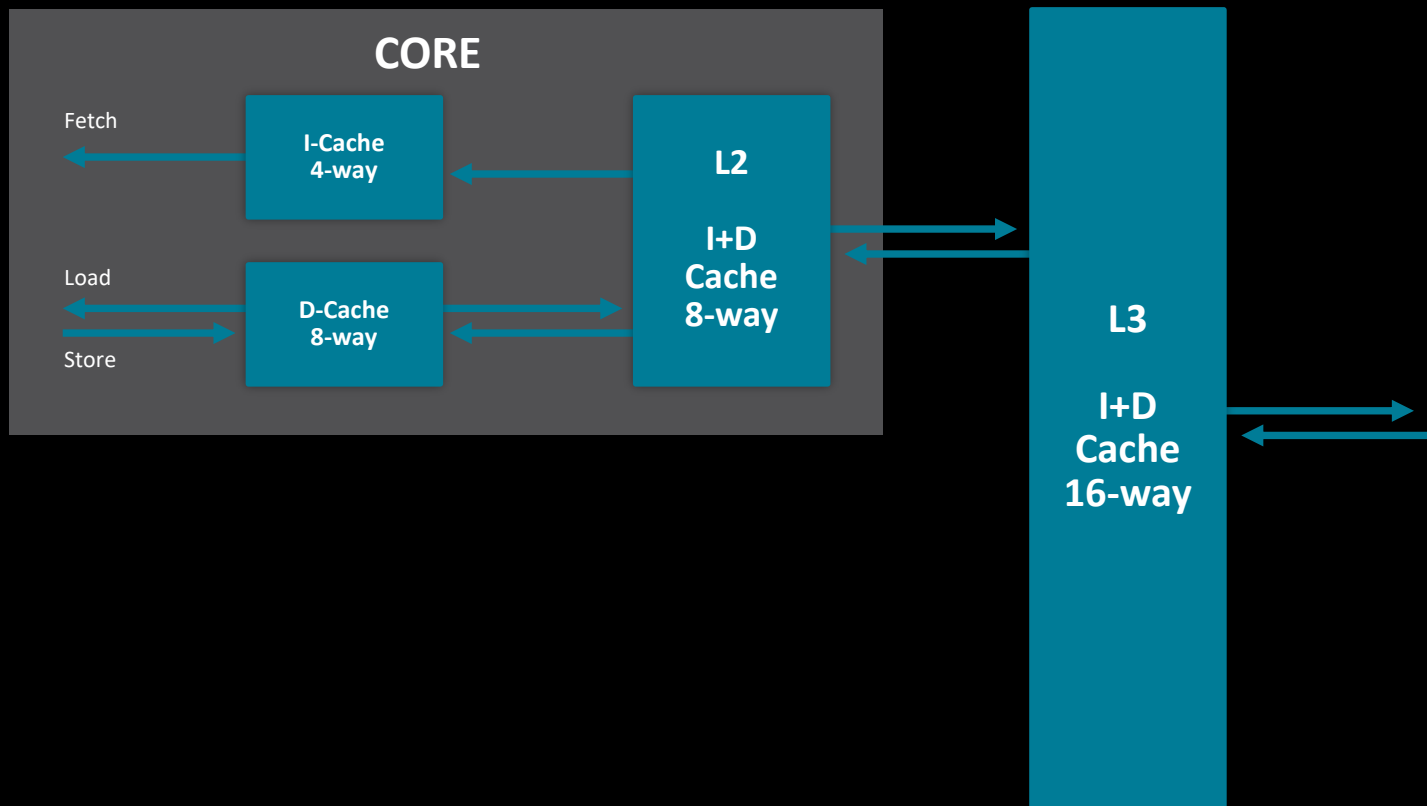 CORE
Fetch
I-Cache
4-way
Load
D-Cache
8-way
Store
L2
I+D
Cache
8-way
L3
I+D
Cache
16-way